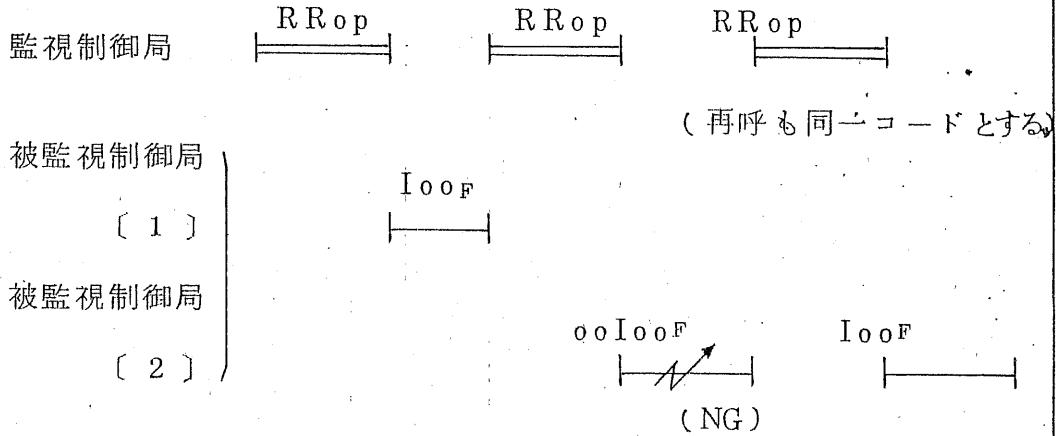 RRop RRop RRop
監視制御局
(再呼も同一コードとする)
被監視制御局
IooF
〔 1 〕
被監視制御局
ooIooF IooF
〔 2 〕
(NG)